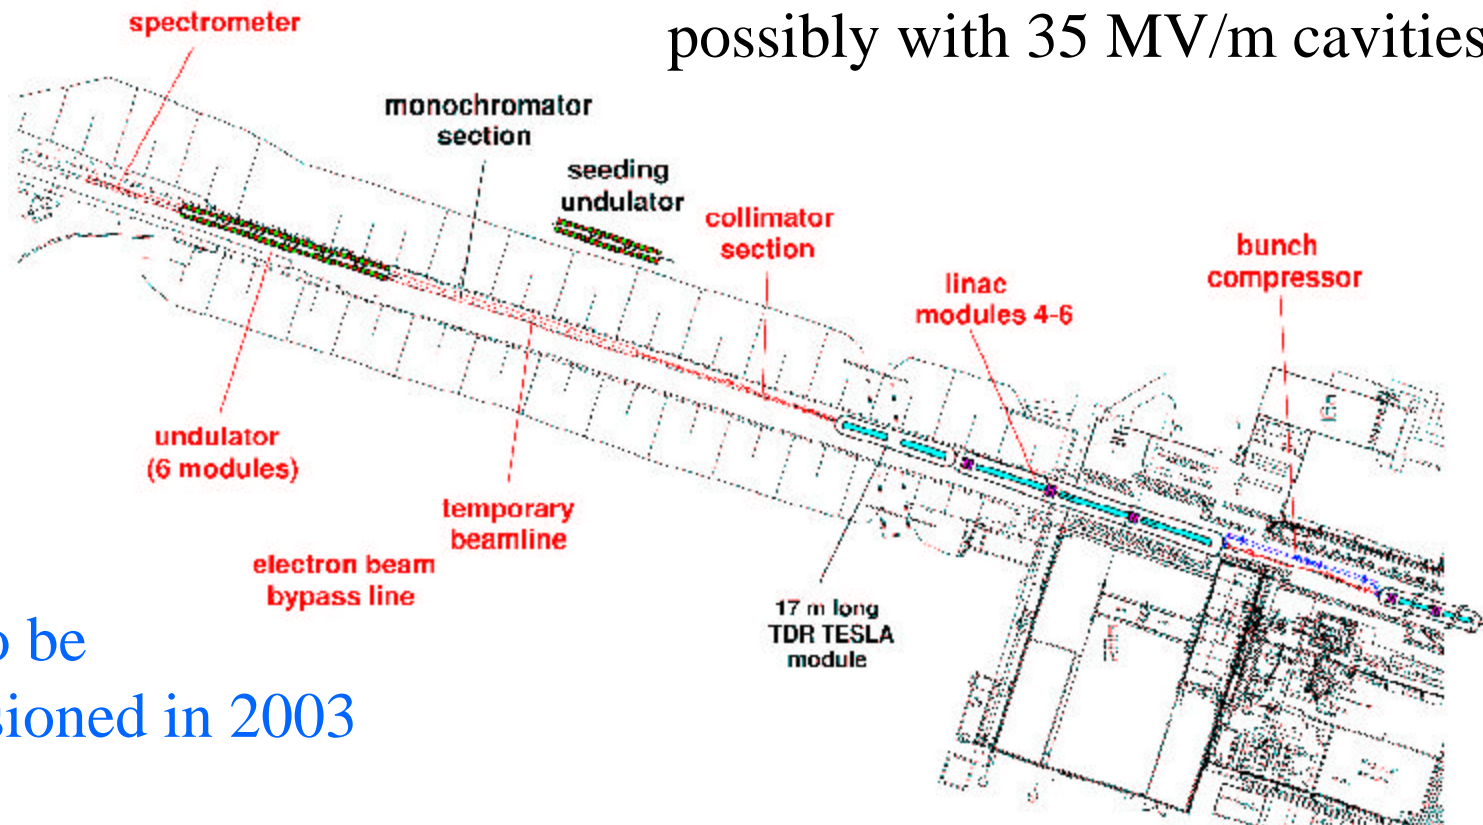 possibly with 35 MV/m cavities
spectrometer
monochromator
section
seeding
undulator
collimator
section
bunch
compressor
linac
modules 4-6
undulator
(6 modules)
temporary
beamline
electron beam
bypass line
17 m long
TDR TESLA
module
be
in 2003